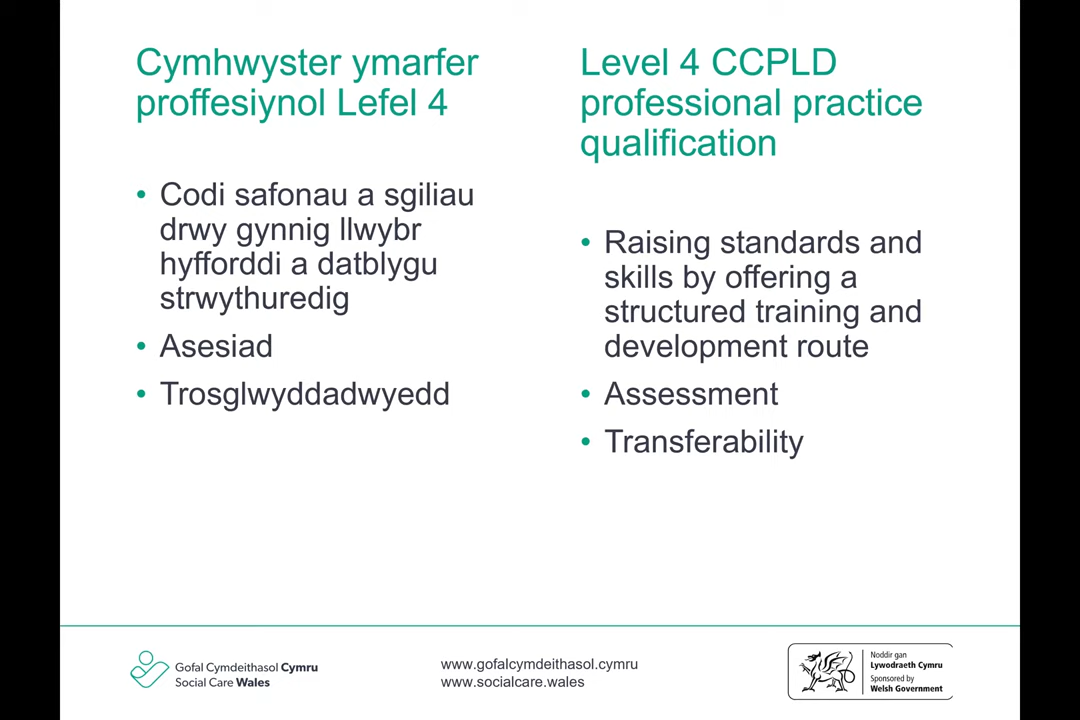 Cymhwyster ymarfer
proffesiynol Lefel 4
• Codi safonau a sgiliau
drwy gynnig llwybr
hyfforddi a datblygu
strwythuredig
• Asesiad
• Trosglwyddadwyedd
Level 4 CCPLD
professional practice
qualification
• Raising standards and
skills by offering a
structured training and
development route
• Assessment
• Transferability
Gofal Cymdeithasol Cymru
Social Care Wales
www.gofalcymdeithasol.cymru
www.socialcare.wales
Noddir gan
Lywodraeth Cymru
Sponsored by
Welsh Government